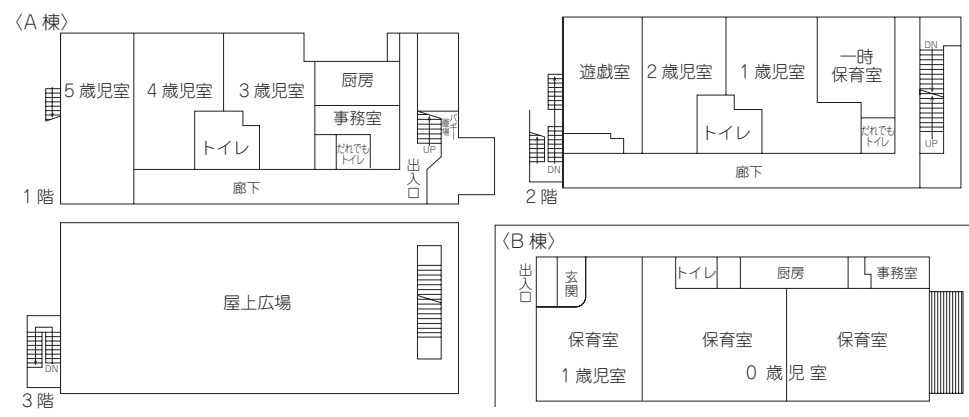 〈A 棟〉
5 歳児室
4 歳児室
3 歳児室
厨房
事務室
だれでも
トイレ
トイレ
バギー
置場
UP
出入口
廊下
1 階
遊戯室
2 歳児室
1 歳児室
一時
保育室
トイレ
だれでも
トイレ
DN
UP
DN
廊下
2 階
屋上広場
DN
3 階
〈B 棟〉
出入口
玄関
トイレ
厨房
事務室
保育室
保育室
保育室
1 歳児室
0 歳児室